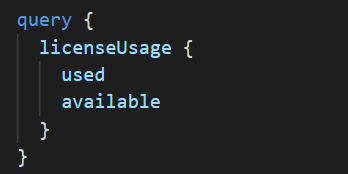 query {
  licenseUsage {
    used
    available
  }
}